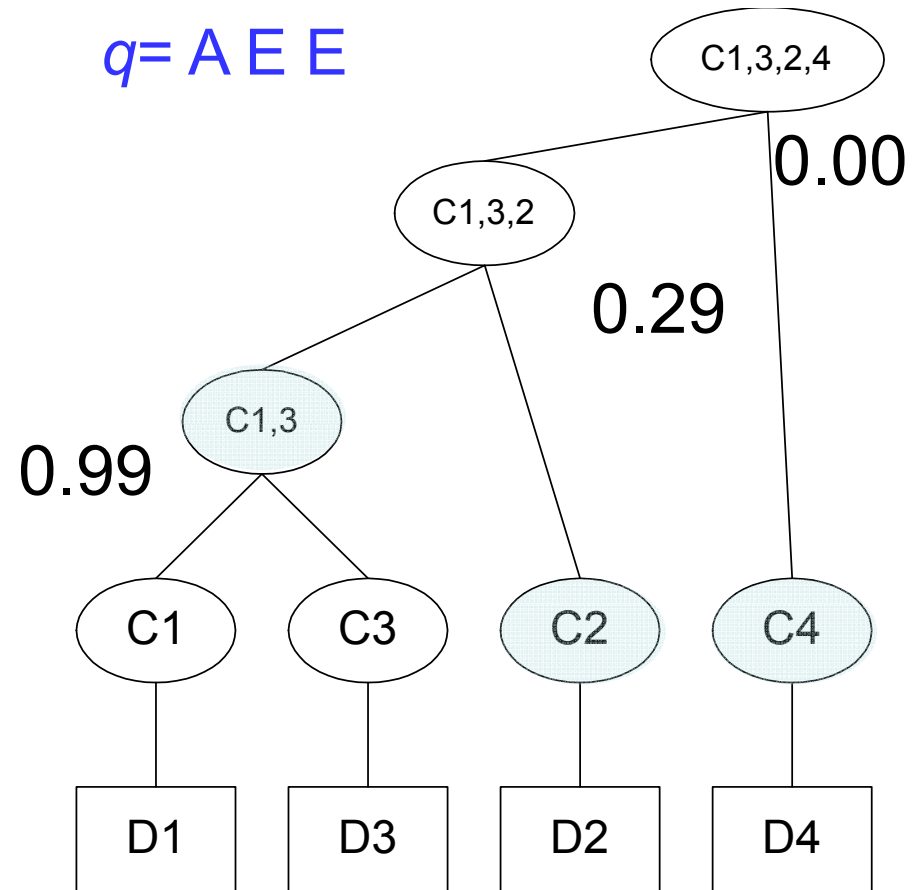 q= A E E
C1,3,2,4
0.00
C1,3,2
0.29
C1,3
0.99
C1 C3 C2 C4
D1 D3 D2 D4